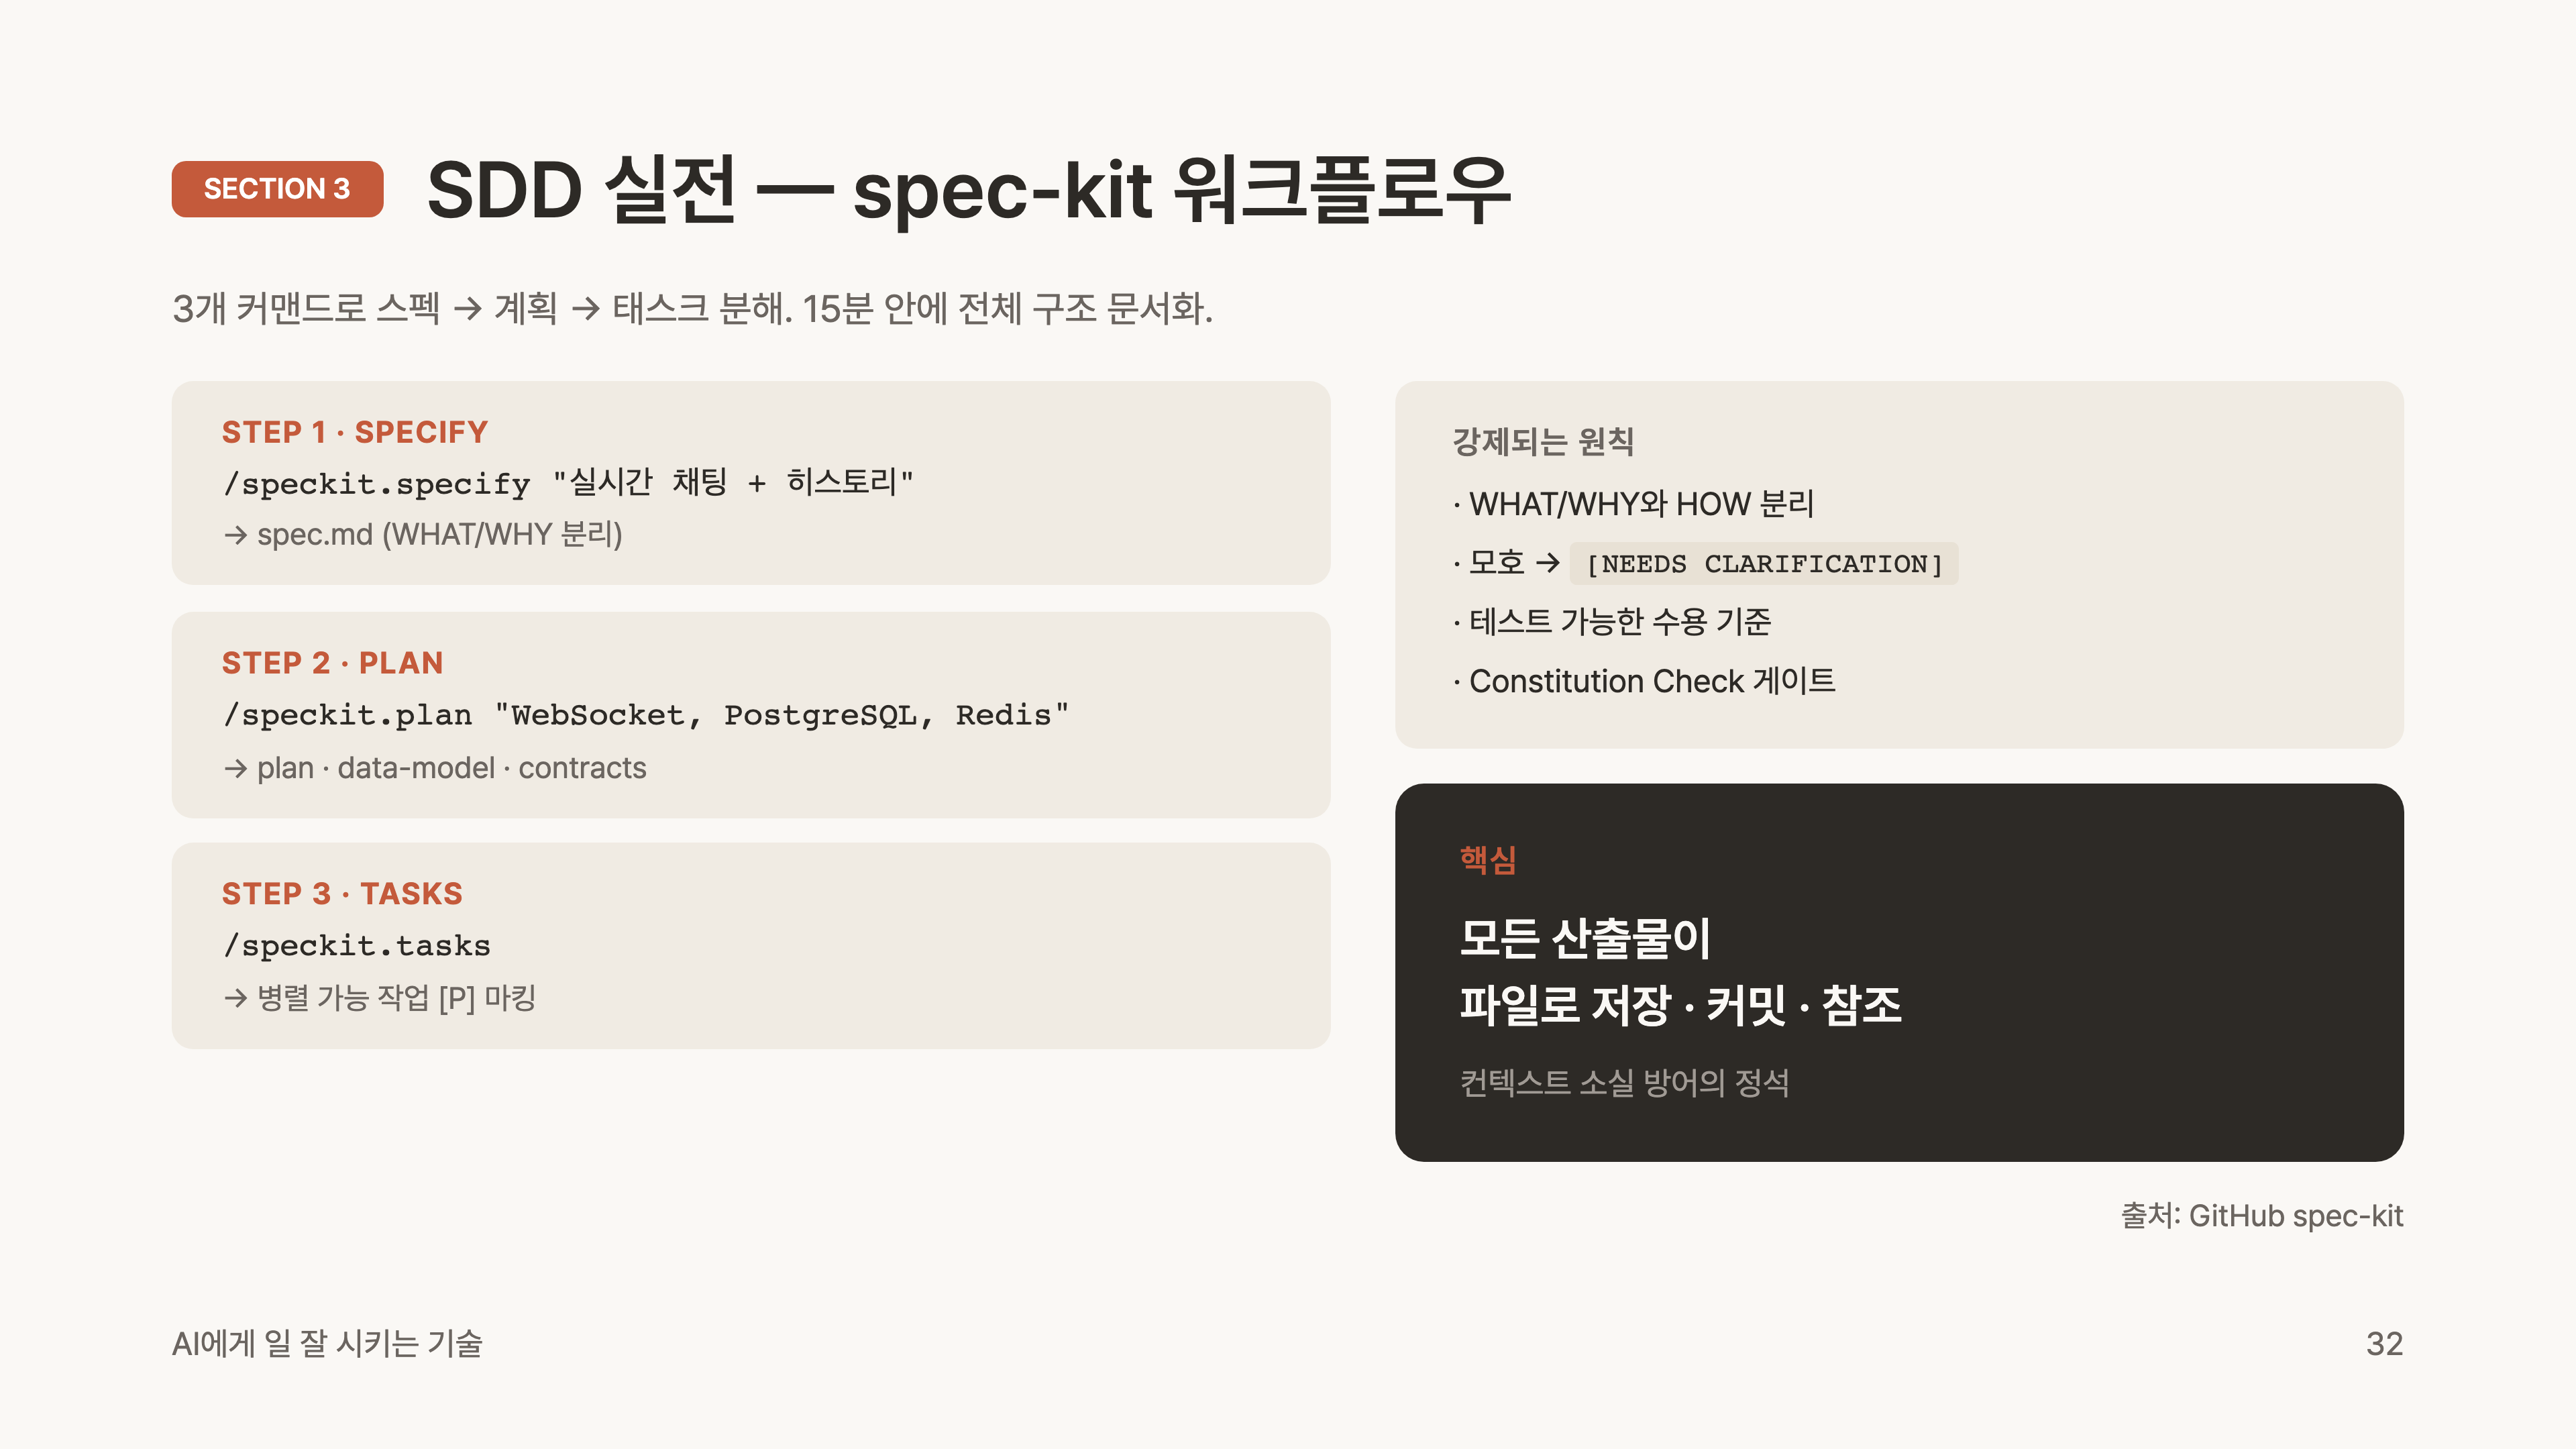 SECTION 3
SDD 실전 — spec-kit 워크플로우
3개 커맨드로 스펙 → 계획 → 태스크 분해. 15분 안에 전체 구조 문서화.
STEP 1 · SPECIFY
/speckit.specify "실시간 채팅 + 히스토리"
→ spec.md (WHAT/WHY 분리)
STEP 2 · PLAN
/speckit.plan "WebSocket, PostgreSQL, Redis"
→ plan · data-model · contracts
STEP 3 · TASKS
/speckit.tasks
→ 병렬 가능 작업 [P] 마킹
강제되는 원칙
· WHAT/WHY와 HOW 분리
· 모호 → [NEEDS CLARIFICATION]
· 테스트 가능한 수용 기준
· Constitution Check 게이트
핵심
모든 산출물이
파일로 저장 · 커밋 · 참조
컨텍스트 소실 방어의 정석
출처: GitHub spec-kit
AI에게 일 잘 시키는 기술
32